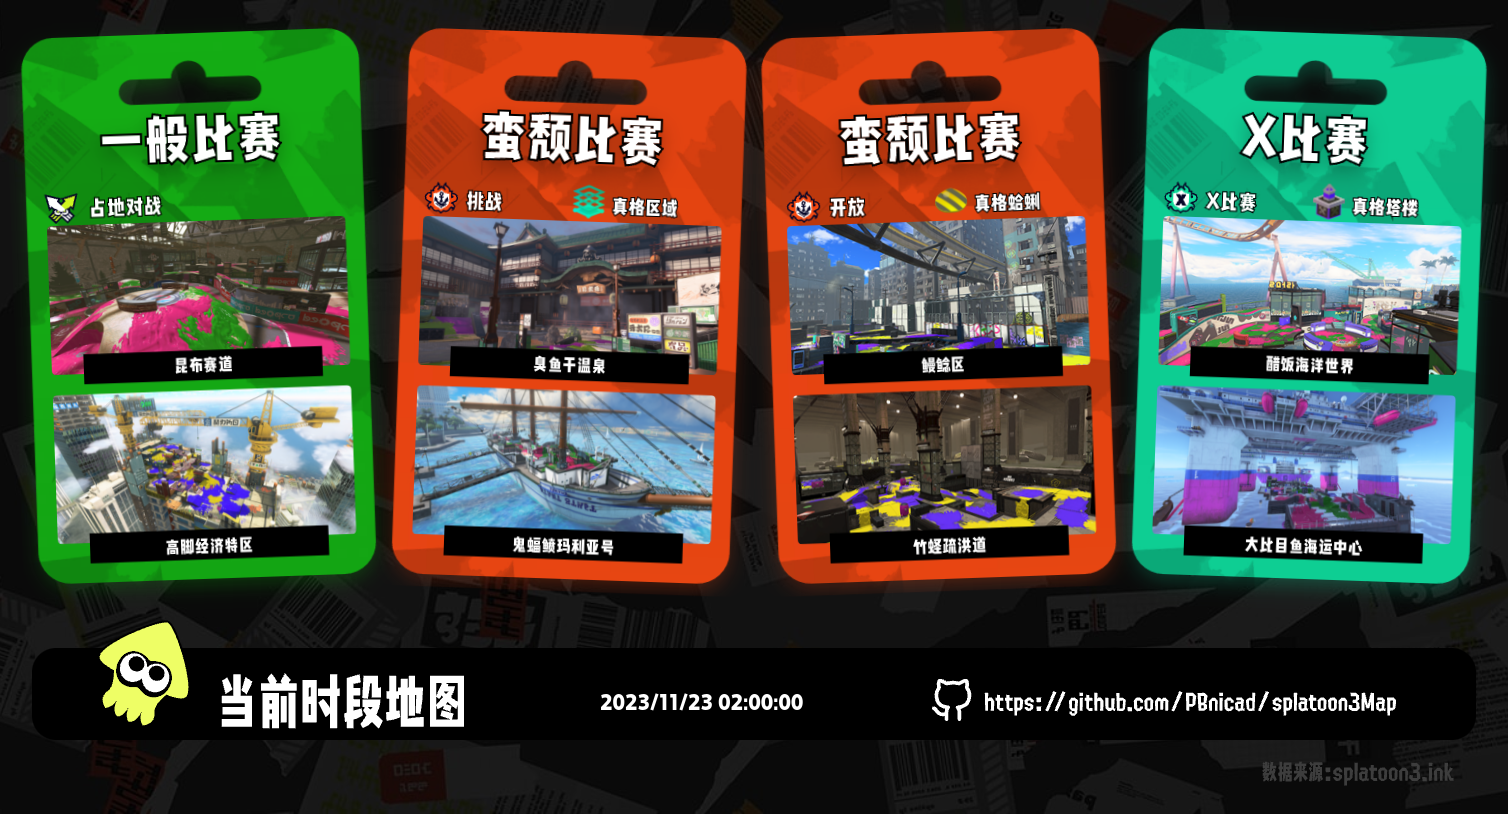 一般比赛
占地对战
昆布赛道
高脚经济特区
蛮颓比赛
挑战
真格区域
臭鱼干温泉
鬼蝠鲼玛利亚号
蛮颓比赛
开放
真格蛤蜊
鳗鲶区
竹蛏疏洪道
X比赛
X比赛
真格塔楼
醋饭海洋世界
大比目鱼海运中心
当前时段地图
2023/11/23 02:00:00
https://github.com/PBnicad/splatoon3Map
数据来源:splatoon3.ink